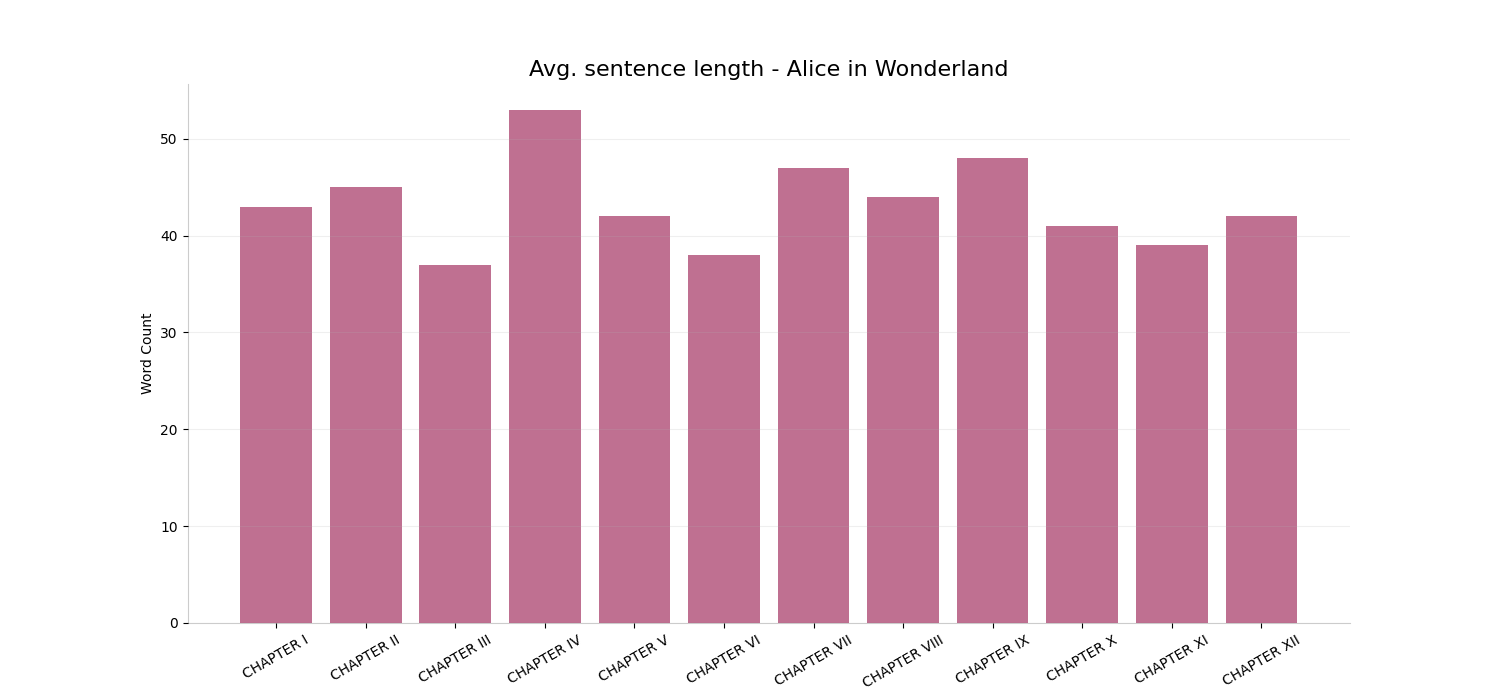 Avg. sentence length - Alice in Wonderland
Word Count
50
40
30
20
10
0
CHAPTER I
CHAPTER II
CHAPTER III
CHAPTER IV
CHAPTER V
CHAPTER VI
CHAPTER VII
CHAPTER VIII
CHAPTER IX
CHAPTER X
CHAPTER XI
CHAPTER XII